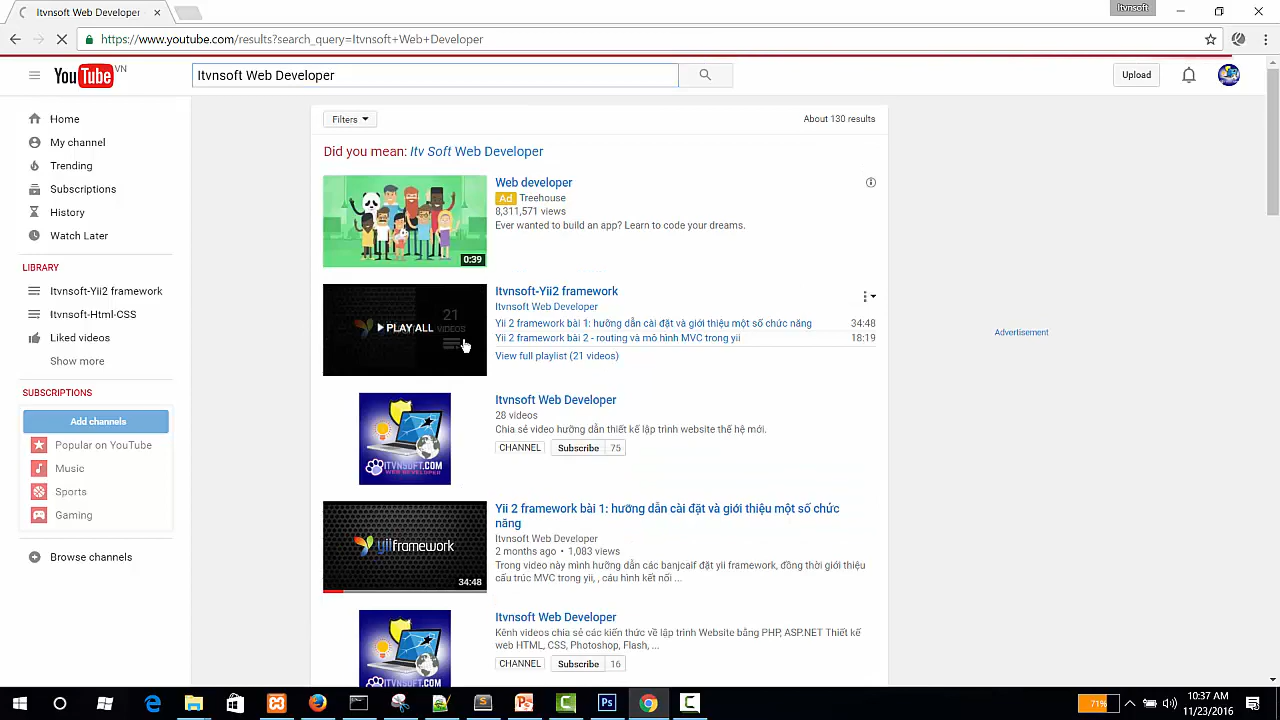 Itvnsoft Web Developer
Itvnsoft
https://www.youtube.com/results?search_query=Itvnsoft+Web+Developer
YouTube VN
Itvnsoft Web Developer
Upload
Home
My channel
Trending
Subscriptions
History
Watch Later
LIBRARY
Itvnsoft-Yii2 framework
Itvnsoft-Html-CSS
Liked videos
Show more
SUBSCRIPTIONS
Add channels
Popular on YouTube
Music
Sports
Gaming
Browse channels
Filters
About 130 results
Did you mean: Itv Soft Web Developer
0:39
Web developer
Ad Treehouse
8,311,571 views
Ever wanted to build an app? Learn to code your dreams.
21
VIDEOS
PLAY ALL
Itvnsoft-Yii2 framework
Itvnsoft Web Developer
Yii 2 framework bài 1: hướng dẫn cài đặt và giới thiệu một số chức năng 34:48
Yii 2 framework bài 2 - routing và mô hình MVC trong yii 18:19
View full playlist (21 videos)
ITVNSOFT.COM
WEB DEVELOPER
Itvnsoft Web Developer
28 videos
Chia sẻ video hướng dẫn thiết kế lập trình website thế hệ mới.
CHANNEL Subscribe 75
yiiframework
34:48
Yii 2 framework bài 1: hướng dẫn cài đặt và giới thiệu một số chức
năng
Itvnsoft Web Developer
2 months ago • 1,083 views
Trong video này mình hướng dẫn các banjcaif đặt yii framework, đồng thời giới thiệu
cấu trúc MVC trong yii, , cấu hình kết nối ...
ITVNSOFT.COM
Itvnsoft Web Developer
Kênh videos chia sẻ các kiến thức về lập trình Website bằng PHP, ASP.NET Thiết kế
web HTML, CSS, Photoshop, Flash, ...
CHANNEL Subscribe 16
Advertisement
71%
10:37 AM
11/23/2016